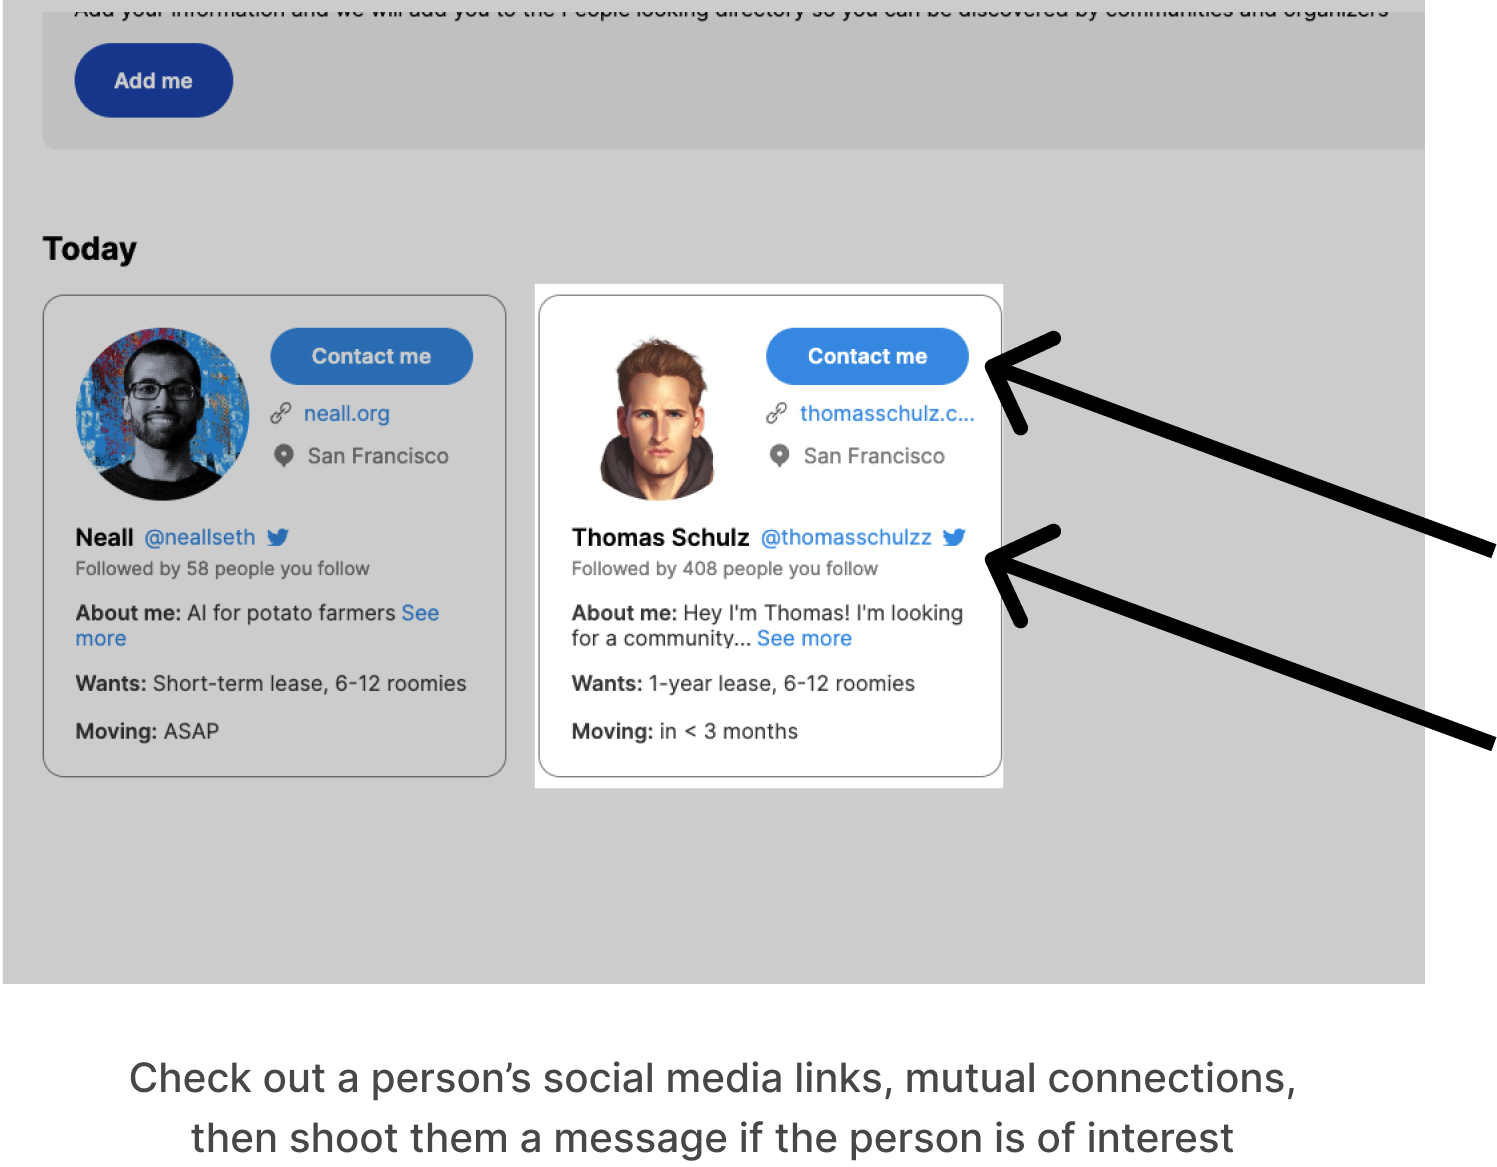 Add your information and we will add you to the People looking directory so you can be discovered by communities and organizers
Add me
Today
Contact me
neall.org
San Francisco
Neall @neallseth
Followed by 58 people you follow
About me: AI for potato farmers See
more
Wants: Short-term lease, 6-12 roomies
Moving: ASAP
Contact me
thomasschulz.c...
San Francisco
Thomas Schulz @thomasschulzz
Followed by 408 people you follow
About me: Hey I'm Thomas! I'm looking
for a community... See more
Wants: 1-year lease, 6-12 roomies
Moving: in < 3 months
Check out a person’s social media links, mutual connections,
then shoot them a message if the person is of interest